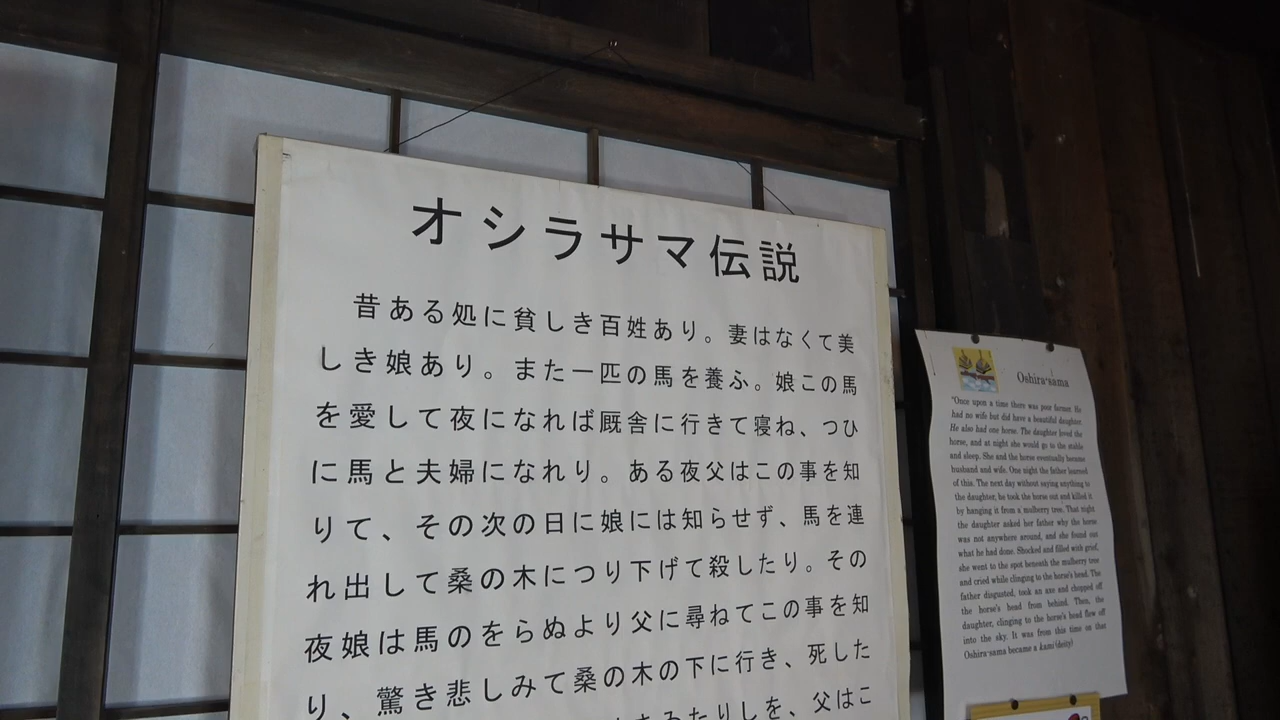 オシラサマ伝説
昔ある処に貧しき百姓あり。妻はなくて美
しき娘あり。また一匹の馬を養ふ。娘この馬
を愛して夜になれば厩舎に行きて寝ね、つひ
に馬と夫婦になれり。ある夜父はこの事を知
りて、その次の日に娘には知らせず、馬を連
れ出して桑の木につり下げて殺したり。その
夜娘は馬のをらぬより父に尋ねてこの事を知
り、驚き悲しみて桑の木の下に行き、死した
たりしを、父はこ
Oshira-sama
"Once upon a time there was poor farmer. He
had no wife but did have a beautiful daughter.
He also had one horse. The daughter loved the
horse, and at night she would go to the stable
and sleep. She and the horse eventually became
husband and wife. One night the father learned
of this. The next day without saying anything to
the daughter, he took the horse out and killed it
by hanging it from a mulberry tree. That night
the daughter asked her father why the horse
was not anywhere around, and she found out
what he had done. Shocked and filled with grief,
she went to the spot beneath the mulberry tree
and cried while clinging to the horse's head. The
father disgusted, took an axe and chopped off
the horse's head from behind. Then, the
daughter, clinging to the horse's head flew off
into the sky. It was from this time on that
Oshira-sama became a kami (deity)